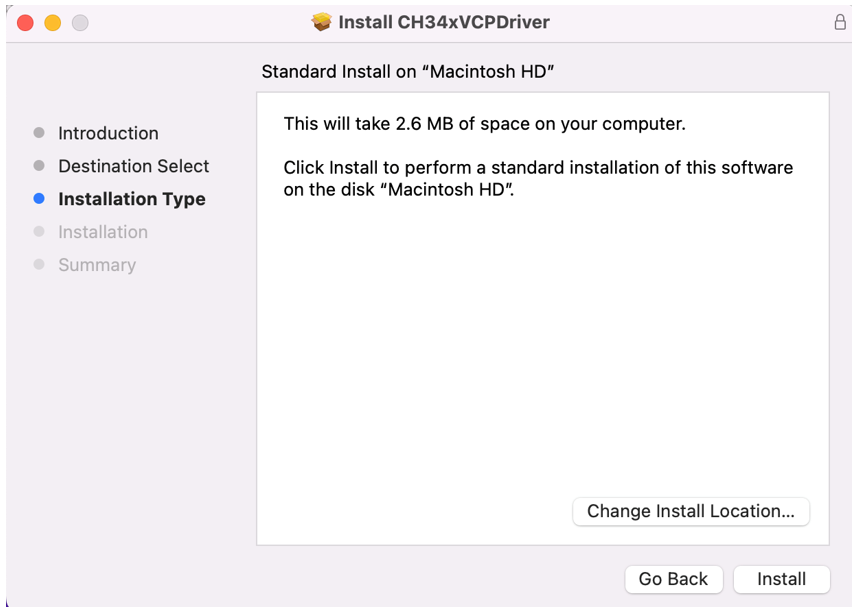 Install CH34xVCPDriver
Standard Install on “Macintosh HD”
Introduction
Destination Select
Installation Type
Installation
Summary
This will take 2.6 MB of space on your computer.
Click Install to perform a standard installation of this software
on the disk “Macintosh HD”.
Change Install Location...
Go Back
Install